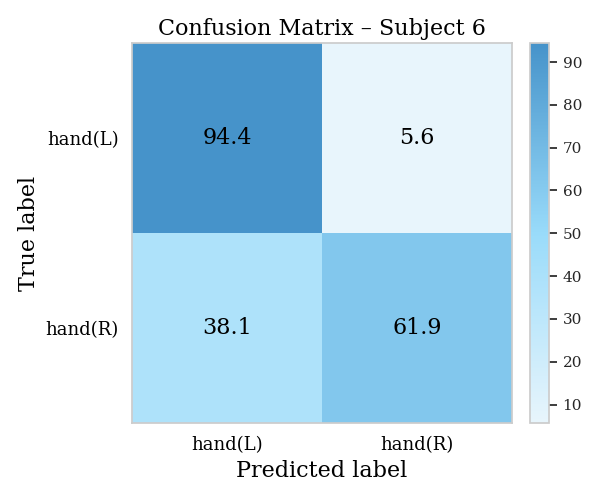 Confusion Matrix – Subject 6
True label
hand(L)
94.4
5.6
hand(R)
38.1
61.9
hand(L)
hand(R)
Predicted label
90
80
70
60
50
40
30
20
10